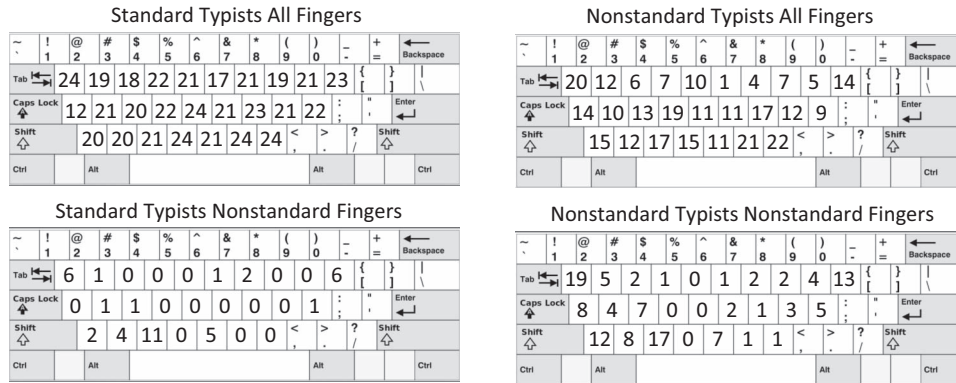 Standard Typists All Fingers
~ ! @ # $ % ^ & * ( ) _ +
` 1 2 3 4 5 6 7 8 9 0 - = Backspace
Tab 24 19 18 22 21 17 21 19 21 23 { } |
[ ] \
Caps Lock 12 21 20 22 24 21 23 21 22 : " Enter
; '
Shift 20 20 21 24 21 24 24 < > ? Shift
, . /
Ctrl Alt Alt Ctrl
Nonstandard Typists All Fingers
~ ! @ # $ % ^ & * ( ) _ +
` 1 2 3 4 5 6 7 8 9 0 - = Backspace
Tab 20 12 6 7 10 1 4 7 5 14 { } |
[ ] \
Caps Lock 14 10 13 19 11 11 17 12 9 : " Enter
; '
Shift 15 12 17 15 11 21 22 < > ? Shift
, . /
Ctrl Alt Alt Ctrl
Standard Typists Nonstandard Fingers
~ ! @ # $ % ^ & * ( ) _ +
` 1 2 3 4 5 6 7 8 9 0 - = Backspace
Tab 6 1 0 0 0 1 2 0 0 6 { } |
[ ] \
Caps Lock 0 1 1 0 0 0 0 0 1 : " Enter
; '
Shift 2 4 11 0 5 0 0 < > ? Shift
, . /
Ctrl Alt Alt Ctrl
Nonstandard Typists Nonstandard Fingers
~ ! @ # $ % ^ & * ( ) _ +
` 1 2 3 4 5 6 7 8 9 0 - = Backspace
Tab 19 5 2 1 0 1 2 2 4 13 { } |
[ ] \
Caps Lock 8 4 7 0 0 2 1 3 5 : " Enter
; '
Shift 12 8 17 0 7 1 1 < > ? Shift
, . /
Ctrl Alt Alt Ctrl